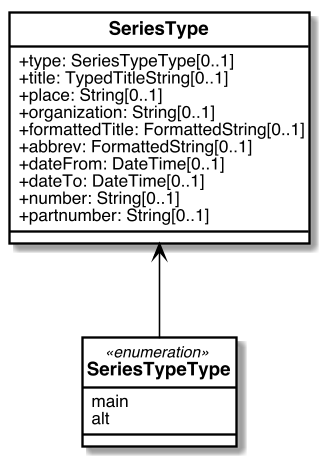 SeriesType
+type: SeriesTypeType[0..1]
+title: TypedTitleString[0..1]
+place: String[0..1]
+organization: String[0..1]
+formattedTitle: FormattedString[0..1]
+abbrev: FormattedString[0..1]
+dateFrom: DateTime[0..1]
+dateTo: DateTime[0..1]
+number: String[0..1]
+partnumber: String[0..1]
«enumeration»
SeriesTypeType
main
alt